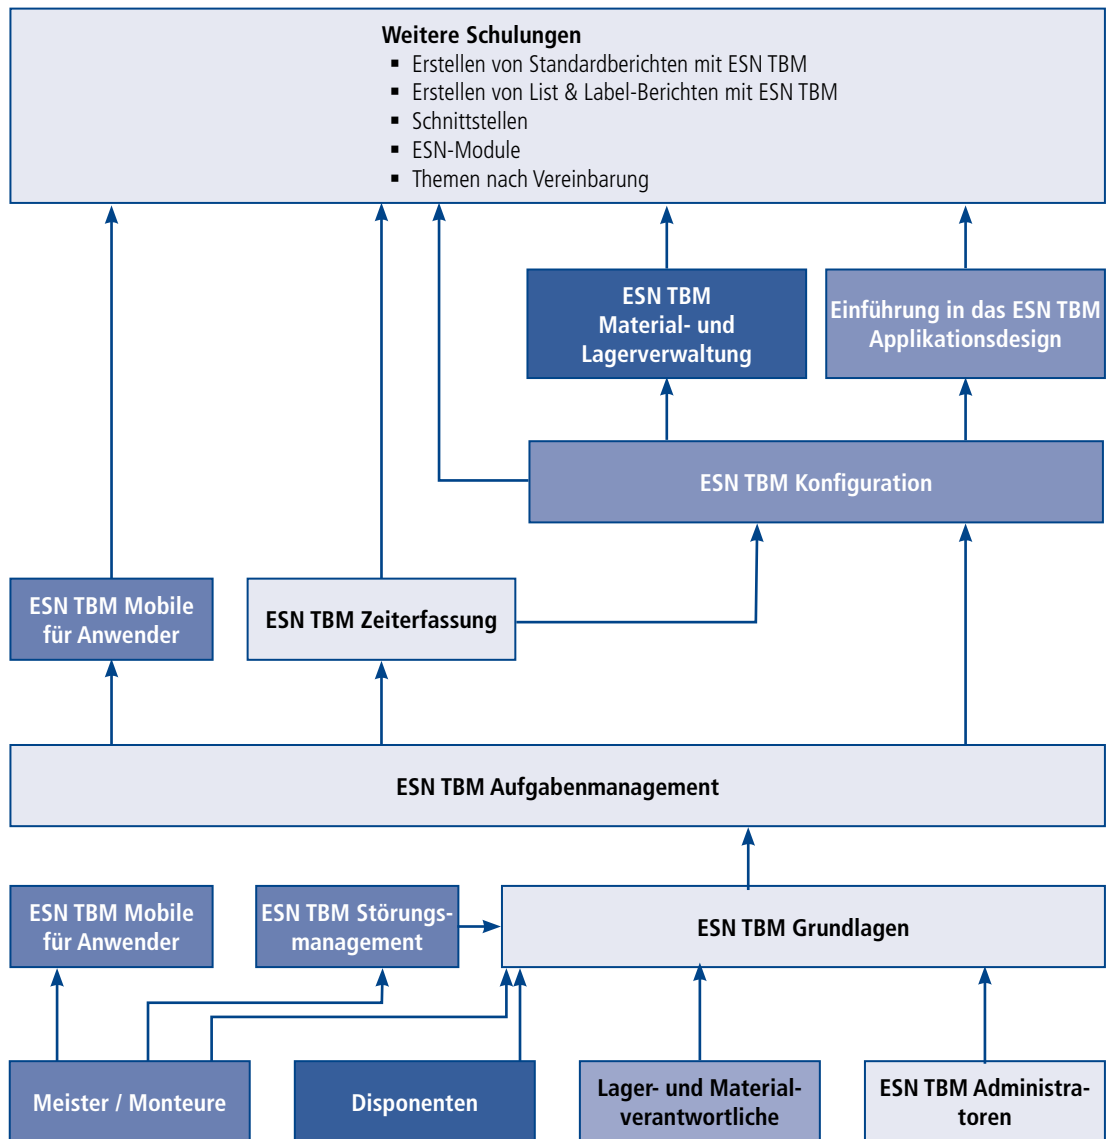 Weitere Schulungen
▪ Erstellen von Standardberichten mit ESN TBM
▪ Erstellen von List & Label-Berichten mit ESN TBM
▪ Schnittstellen
▪ ESN-Module
▪ Themen nach Vereinbarung
ESN TBM
Material- und
Lagerverwaltung
Einführung in das ESN TBM
Applikationsdesign
ESN TBM Konfiguration
ESN TBM Mobile
für Anwender
ESN TBM Zeiterfassung
ESN TBM Aufgabenmanagement
ESN TBM Mobile
für Anwender
ESN TBM Störungs-
management
ESN TBM Grundlagen
Meister / Monteure
Disponenten
Lager- und Material-
verantwortliche
ESN TBM Administra-
toren